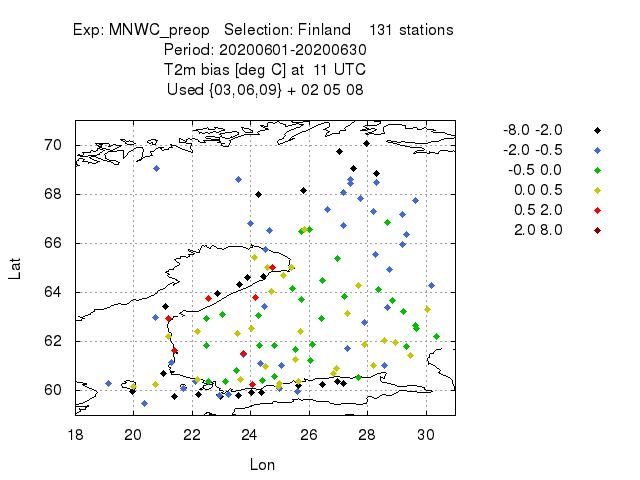 Exp: MNWC_preop Selection: Finland 131 stations
Period: 20200601-20200630
T2m bias [deg C] at 11 UTC
Used {03,06,09} + 02 05 08
70
68
66
64
62
60
Lat
18 20 22 24 26 28 30
Lon
-8.0 -2.0
-2.0 -0.5
-0.5 0.0
0.0 0.5
0.5 2.0
2.0 8.0